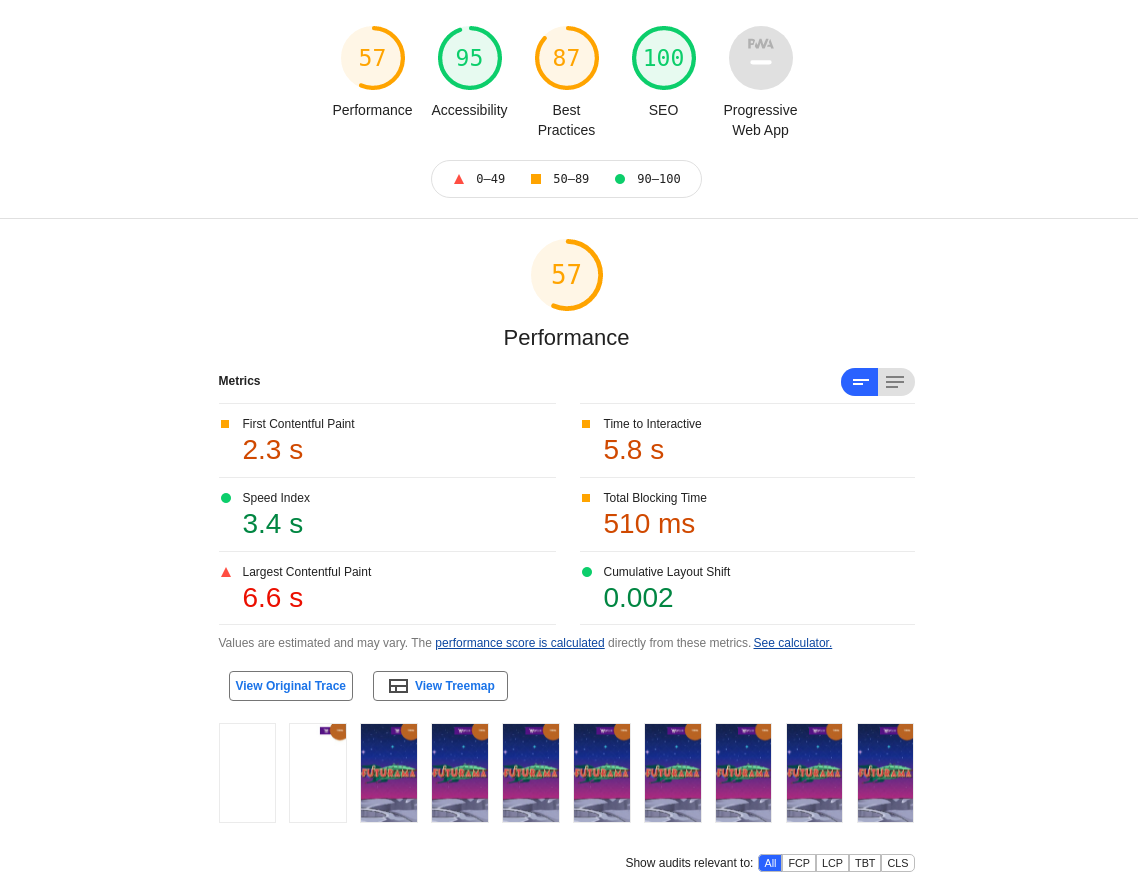 57 95 87 100 PWA
Performance Accessibility Best Practices SEO Progressive Web App
0–49 50–89 90–100
57
Performance
Metrics
First Contentful Paint
2.3 s
Time to Interactive
5.8 s
Speed Index
3.4 s
Total Blocking Time
510 ms
Largest Contentful Paint
6.6 s
Cumulative Layout Shift
0.002
Values are estimated and may vary. The performance score is calculated directly from these metrics. See calculator.
View Original Trace View Treemap
FUTURAMA FUTURAMA FUTURAMA FUTURAMA FUTURAMA FUTURAMA FUTURAMA FUTURAMA
Show audits relevant to: All FCP LCP TBT CLS